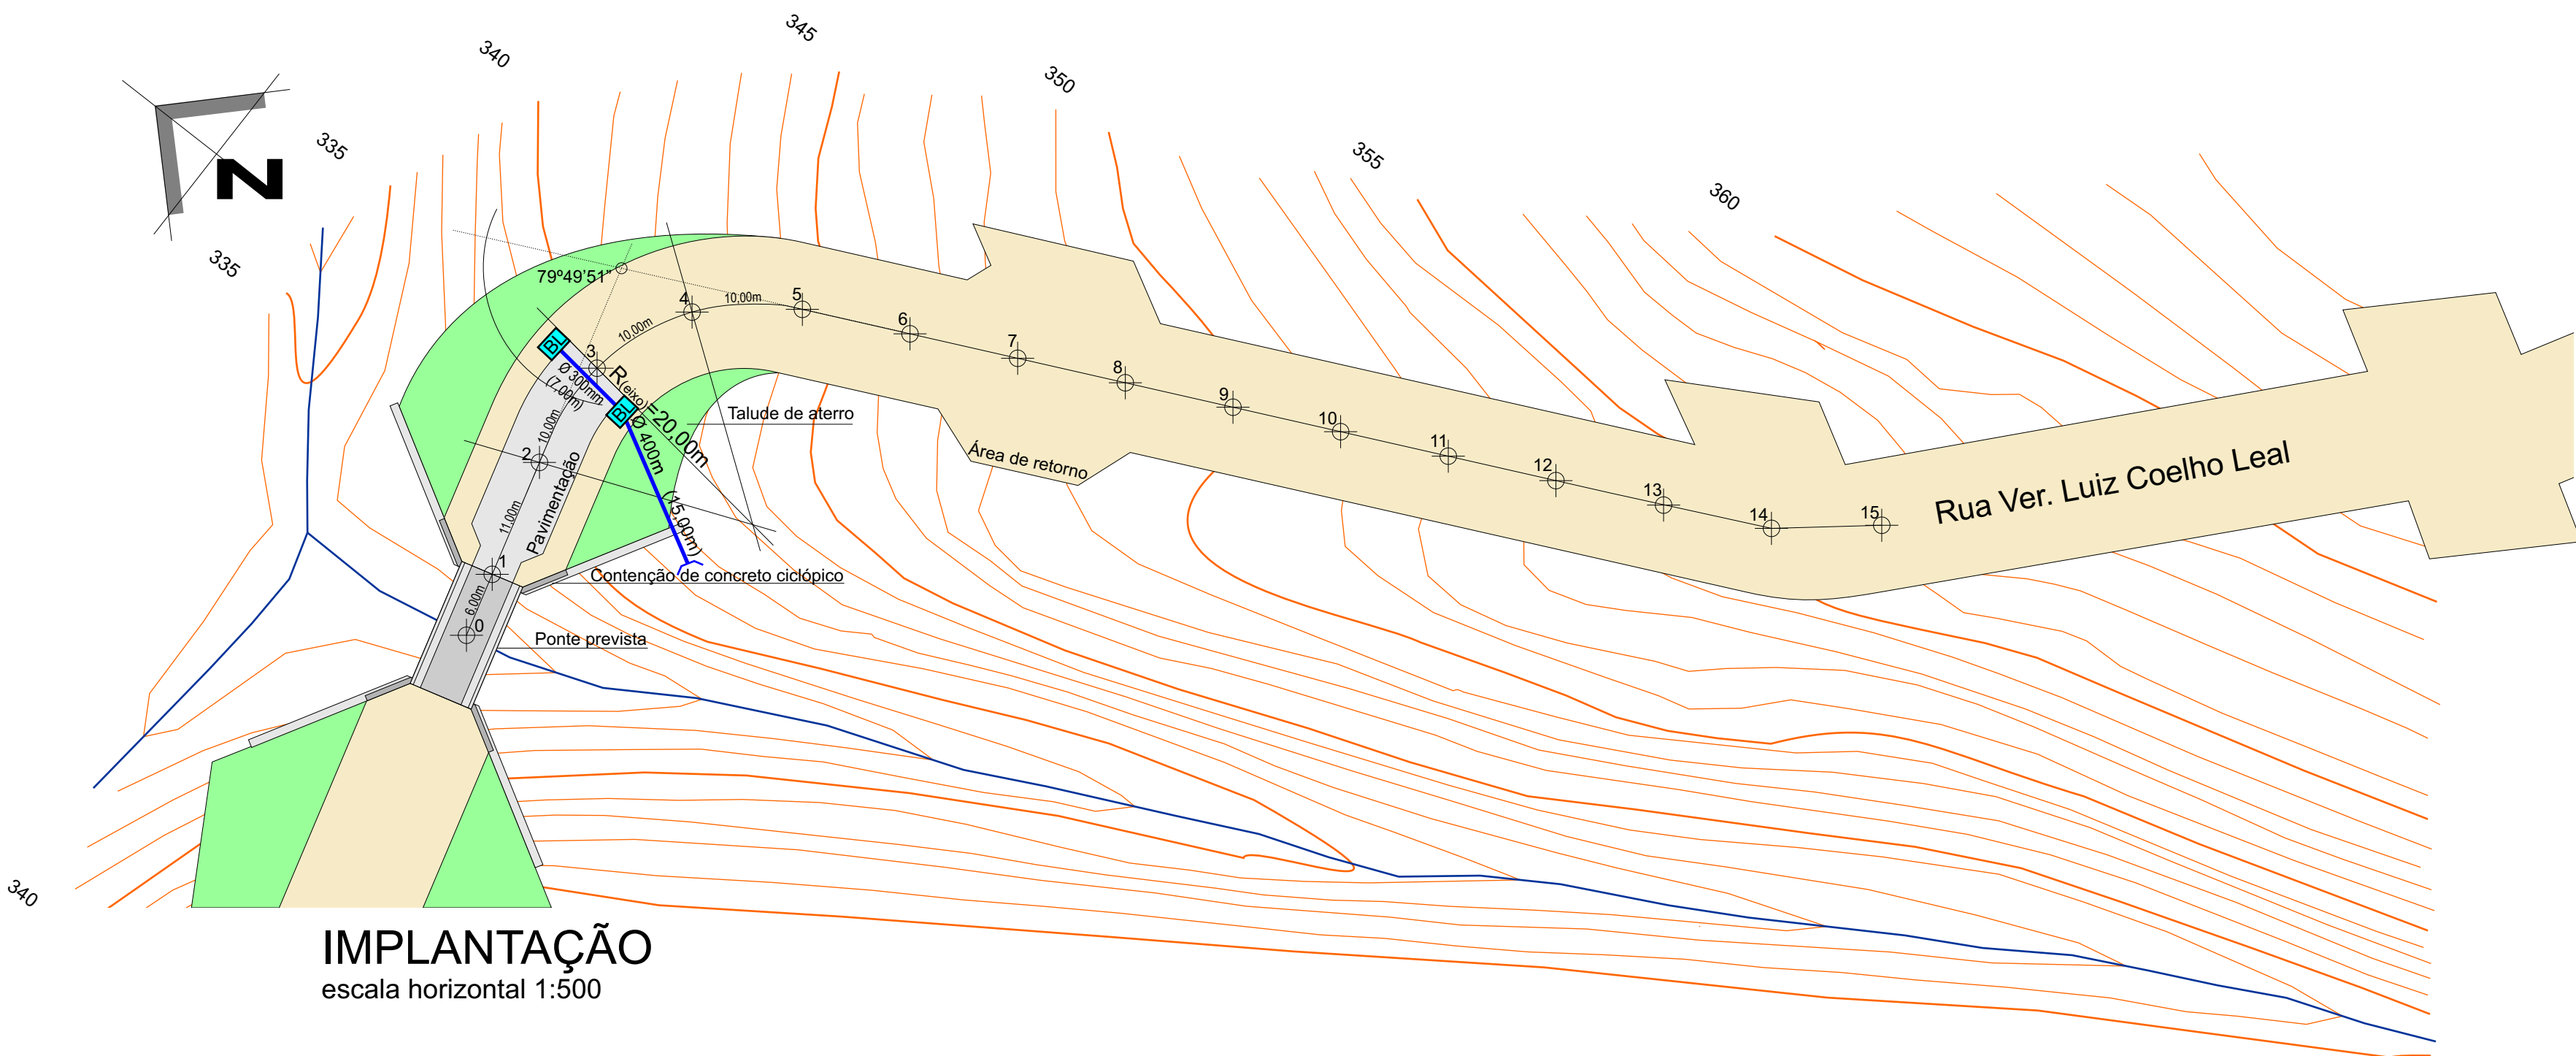 340
345
350
335
355
N
360
335
79º49'51"
4
10,00m
5
10,00m
6
BL
3
7
Ø 300mm
(7,00m)
R(eixo)=20,00m
8
BL
Talude de aterro
9
10,00m
Ø 400m
10
2
Área de retorno
11
12
Pavimentação
(15,00m)
13
11,00m
14
15
Rua Ver. Luiz Coelho Leal
1
Contenção de concreto ciclópico
6,00m
0
Ponte prevista
340
IMPLANTAÇÃO
escala horizontal 1:500